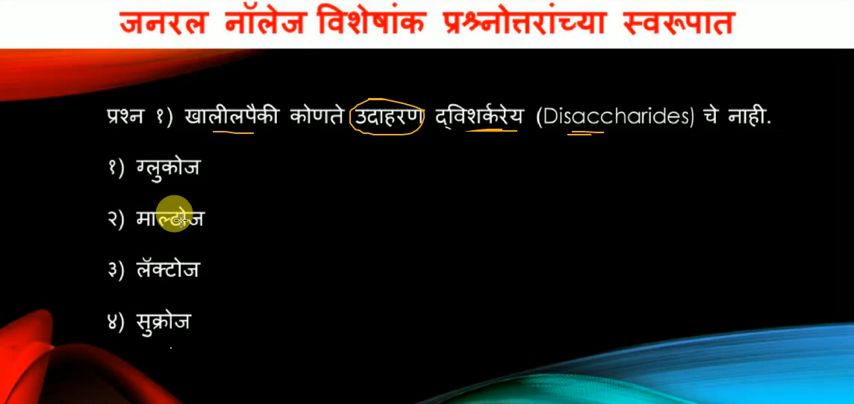 जनरल नॉलेज विशेषांक प्रश्नोत्तरांच्या स्वरूपात
प्रश्न १) खालीलपैकी कोणते उदाहरण द्विशर्करेय (Disaccharides) चे नाही.
१) ग्लुकोज
२) माल्टोज
३) लॅक्टोज
४) सुक्रोज